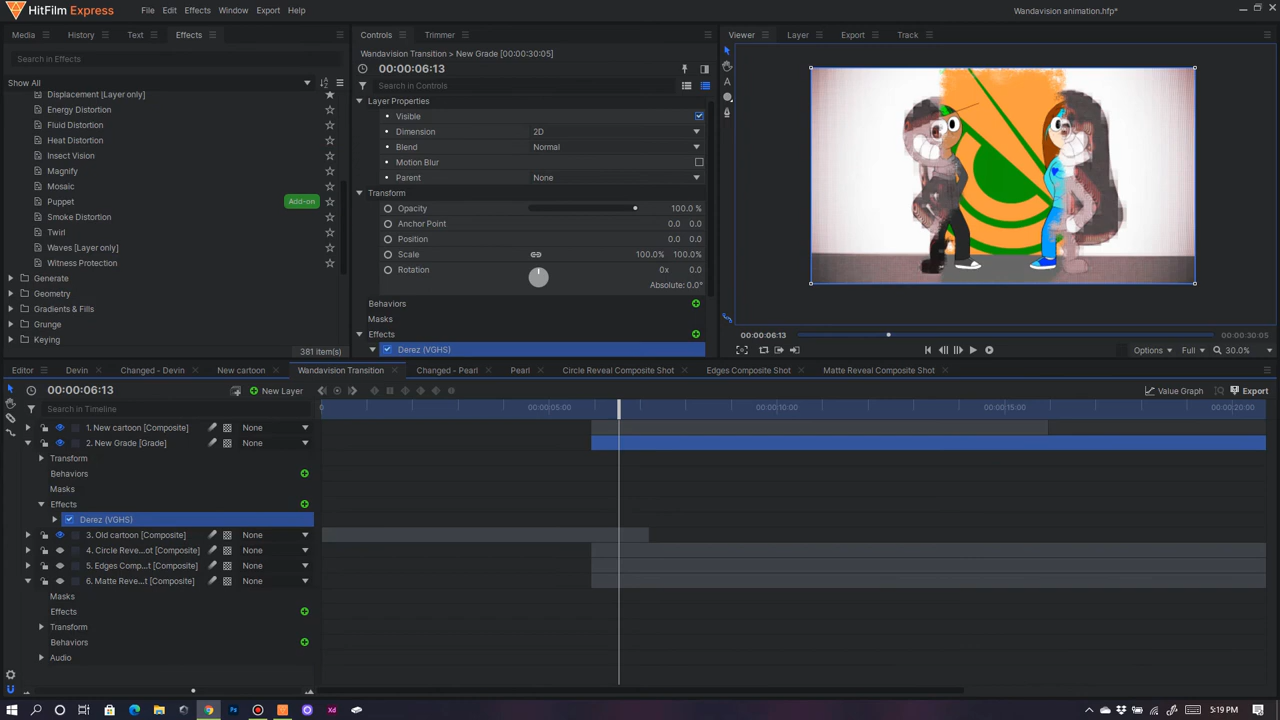 HitFilm Express
File Edit Effects Window Export Help
Wandavision animation.hfp*
Media History Text Effects
Search in Effects
Show All
Displacement [Layer only]
Energy Distortion
Fluid Distortion
Heat Distortion
Insect Vision
Magnify
Mosaic
Puppet Add-on
Smoke Distortion
Twirl
Waves [Layer only]
Witness Protection
Generate
Geometry
Gradients & Fills
Grunge
Keying
381 item(s)
Controls Trimmer
Wandavision Transition > New Grade [00:00:30:05]
00:00:06:13
Search in Controls
Layer Properties
Visible
Dimension 2D
Blend Normal
Motion Blur
Parent None
Transform
Opacity 100.0 %
Anchor Point 0.0 0.0
Position 0.0 0.0
Scale 100.0% 100.0%
Rotation 0x 0.0
Absolute: 0.0°
Behaviors
Masks
Effects
Derez (VGHS)
Viewer Layer Export Track
00:00:06:13 00:00:30:05
Options Full 30.0%
Editor Devin Changed - Devin New cartoon Wandavision Transition Changed - Pearl Pearl Circle Reveal Composite Shot Edges Composite Shot Matte Reveal Composite Shot
00:00:06:13 New Layer Value Graph Export
Search in Timeline
0 00:00:05:00 00:00:10:00 00:00:15:00 00:00:20:00
1. New cartoon [Composite] None
2. New Grade [Grade] None
Transform
Behaviors
Masks
Effects
Derez (VGHS)
3. Old cartoon [Composite] None
4. Circle Reve...ot [Composite] None
5. Edges Comp...t [Composite] None
6. Matte Reve...t [Composite] None
Masks
Effects
Transform
Behaviors
Audio
Ps
Xd
5:19 PM